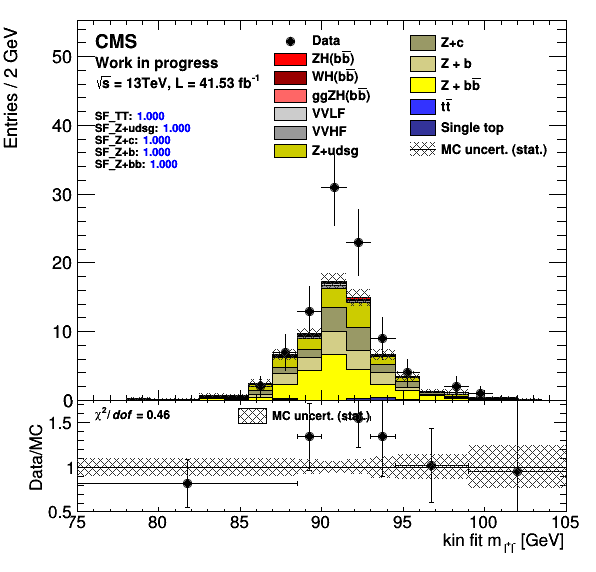 Entries / 2 GeV
50
40
30
20
10
0
CMS
Work in progress
√s = 13TeV, L = 41.53 fb⁻¹
SF_TT: 1.000
SF_Z+udsg: 1.000
SF_Z+c: 1.000
SF_Z+b: 1.000
SF_Z+bb: 1.000
Data
ZH(bb̅)
WH(bb̅)
ggZH(bb̅)
VVLF
VVHF
Z+udsg
Z+c
Z + b
Z + bb̅
tt̅
Single top
MC uncert. (stat.)
Data/MC
1.5
1
0.5
χ²/ dof = 0.46
MC uncert. (stat.)
75 80 85 90 95 100 105
kin fit m_l⁺l⁻ [GeV]